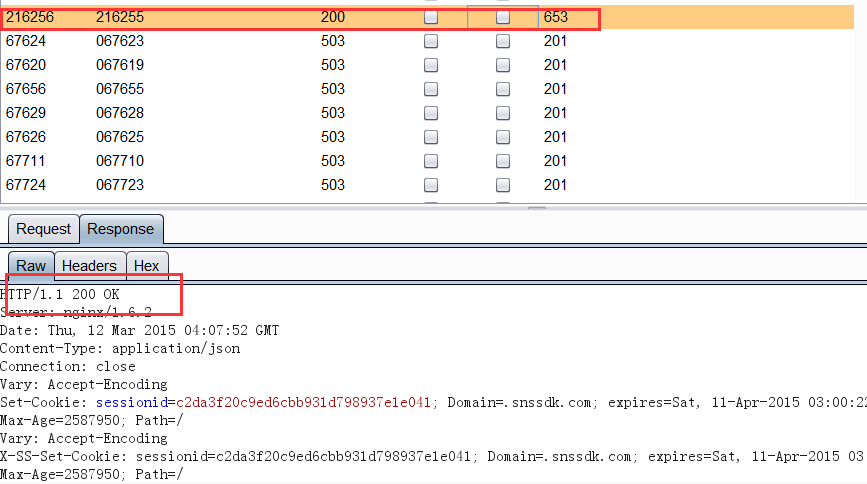 216256 216255 200 653
67624 067623 503 201
67620 067619 503 201
67656 067655 503 201
67629 067628 503 201
67626 067625 503 201
67711 067710 503 201
67724 067723 503 201
Request Response
Raw Headers Hex
HTTP/1.1 200 OK
Server: nginx/1.6.2
Date: Thu, 12 Mar 2015 04:07:52 GMT
Content-Type: application/json
Connection: close
Vary: Accept-Encoding
Set-Cookie: sessionid=c2da3f20c9ed6cbb931d798937e1e041; Domain=.snssdk.com; expires=Sat, 11-Apr-2015 03:00:22
Max-Age=2587950; Path=/
Vary: Accept-Encoding
X-SS-Set-Cookie: sessionid=c2da3f20c9ed6cbb931d798937e1e041; Domain=.snssdk.com; expires=Sat, 11-Apr-2015 03
Max-Age=2587950; Path=/